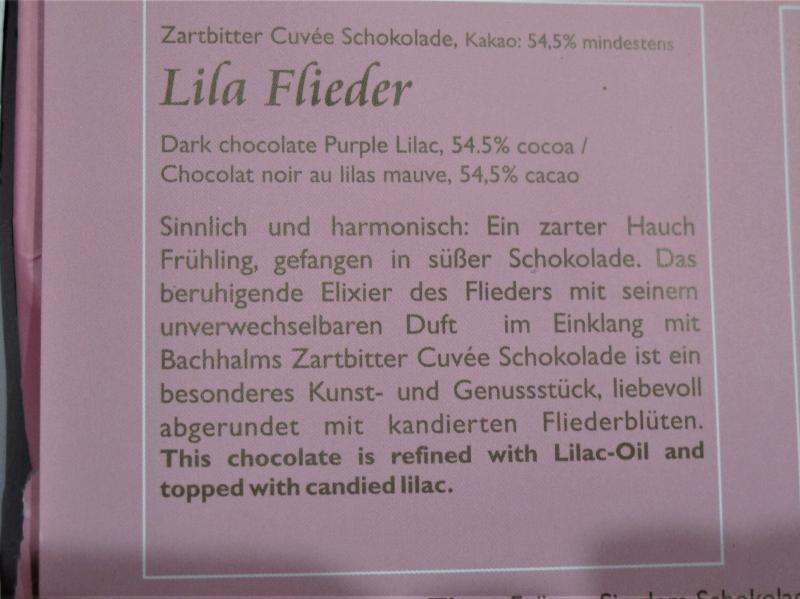 Zartbitter Cuvée Schokolade, Kakao: 54,5% mindestens
Lila Flieder
Dark chocolate Purple Lilac, 54.5% cocoa /
Chocolat noir au lilas mauve, 54,5% cacao
Sinnlich und harmonisch: Ein zarter Hauch
Frühling, gefangen in süßer Schokolade. Das
beruhigende Elixier des Flieders mit seinem
unverwechselbaren Duft im Einklang mit
Bachhalms Zartbitter Cuvée Schokolade ist ein
besonderes Kunst- und Genussstück, liebevoll
abgerundet mit kandierten Fliederblüten.
This chocolate is refined with Lilac-Oil and
topped with candied lilac.